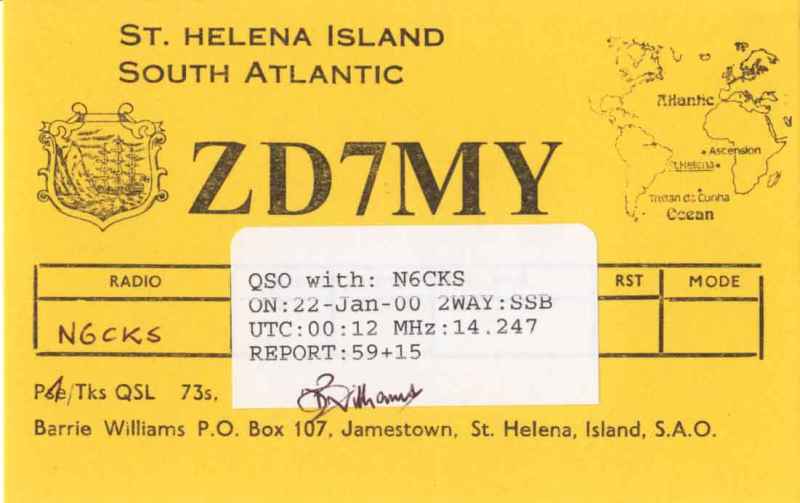 ST. HELENA ISLAND
SOUTH ATLANTIC
ZD7MY
Atlantic
Ascension
St Helena
Tristan da Cunha
Ocean
RADIO
RST
MODE
N6CKS
QSO with: N6CKS
ON:22-Jan-00 2WAY:SSB
UTC:00:12 MHz:14.247
REPORT:59+15
/Tks QSL 73s,
B Williams
Barrie Williams P.O. Box 107, Jamestown, St. Helena, Island, S.A.O.